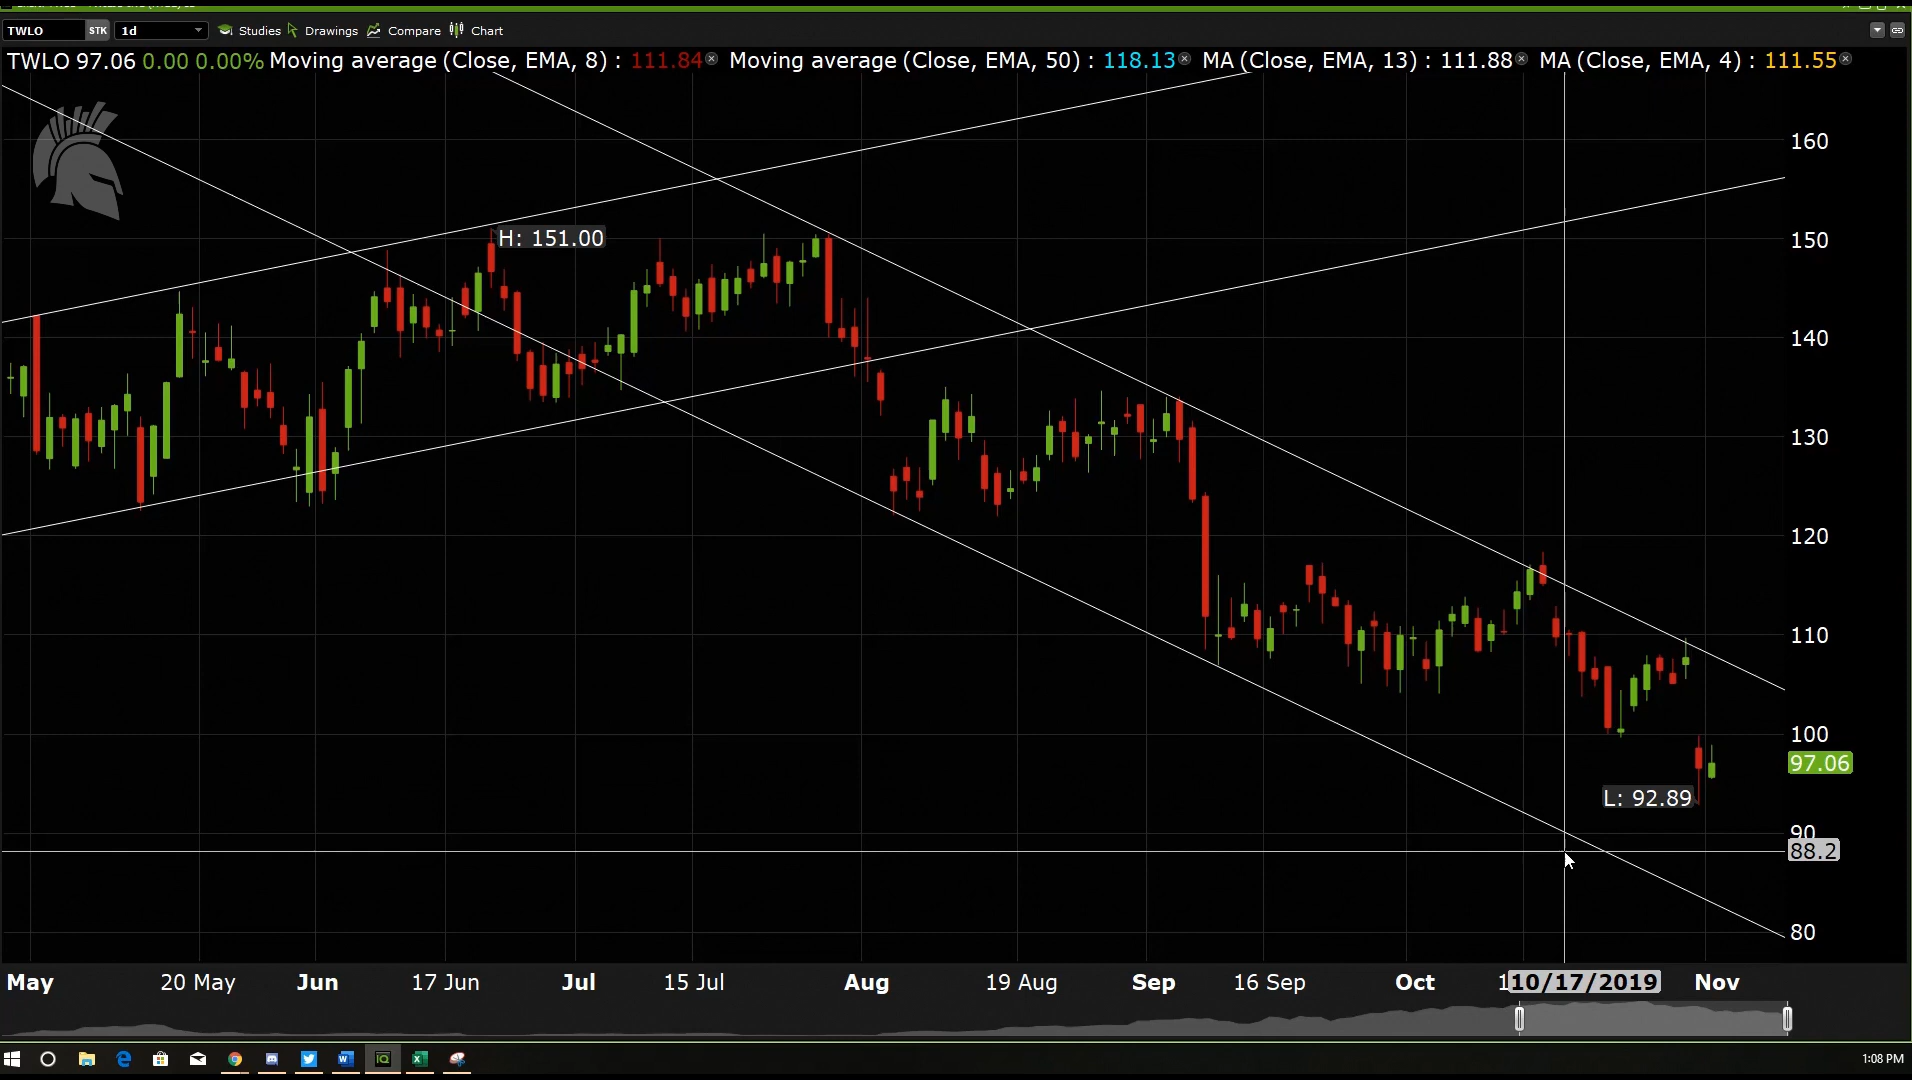 TWLO STK 1d Studies Drawings Compare Chart
TWLO 97.06 0.00 0.00% Moving average (Close, EMA, 8) : 111.84 Moving average (Close, EMA, 50) : 118.13 MA (Close, EMA, 13) : 111.88 MA (Close, EMA, 4) : 111.55
160
H: 151.00
150
140
130
120
110
100
97.06
L: 92.89
90
88.2
80
May 20 May Jun 17 Jun Jul 15 Jul Aug 19 Aug Sep 16 Sep Oct 10/17/2019 Nov
1:08 PM